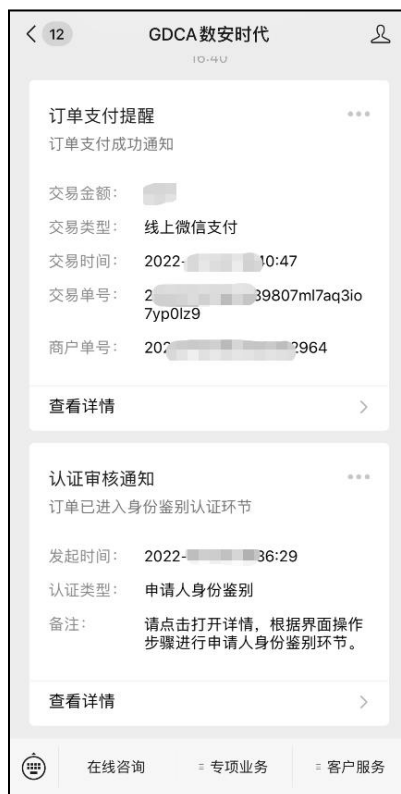 12 GDCA数安时代
16:40
订单支付提醒
订单支付成功通知
交易金额：
交易类型： 线上微信支付
交易时间： 2022- 40:47
交易单号： 2 39807ml7aq3io
7yp0lz9
商户单号： 202 2964
查看详情
认证审核通知
订单已进入身份鉴别认证环节
发起时间： 2022- 36:29
认证类型： 申请人身份鉴别
备注： 请点击打开详情，根据界面操作
步骤进行申请人身份鉴别环节。
查看详情
在线咨询 专项业务 客户服务